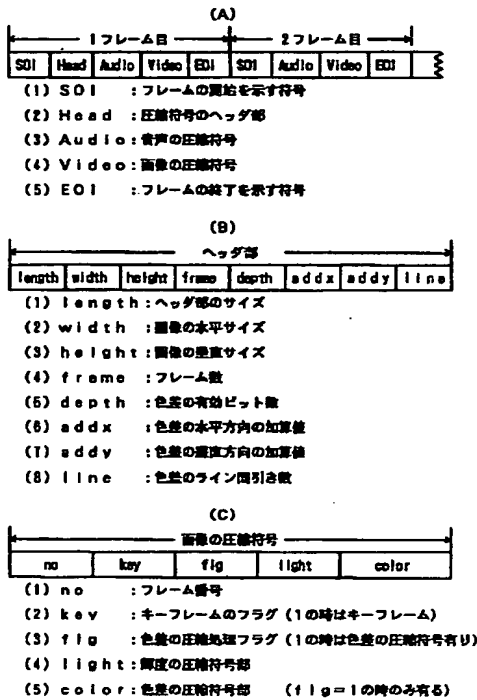 (A)
1フレーム目 2フレーム目
SOI Head Audio Video EOI SOI Audio Video EOI
(1) SOI :フレームの開始を示す符号
(2) Head :圧縮符号のヘッダ部
(3) Audio:音声の圧縮符号
(4) Video:画像の圧縮符号
(5) EOI :フレームの終了を示す符号
(B)
ヘッダ部
length width height frame depth addx addy line
(1) length:ヘッダ部のサイズ
(2) width :画像の水平サイズ
(3) height:画像の垂直サイズ
(4) frame :フレーム数
(5) depth :色差の有効ビット数
(6) addx :色差の水平方向の加算値
(7) addy :色差の垂直方向の加算値
(8) line :色差のライン間引き数
(C)
画像の圧縮符号
no key flg light color
(1) no :フレーム番号
(2) key :キーフレームのフラグ (1の時はキーフレーム)
(3) flg :色差の圧縮処理フラグ (1の時は色差の圧縮符号有り)
(4) light:輝度の圧縮符号部
(5) color:色差の圧縮符号部 (flg=1の時のみ有る)